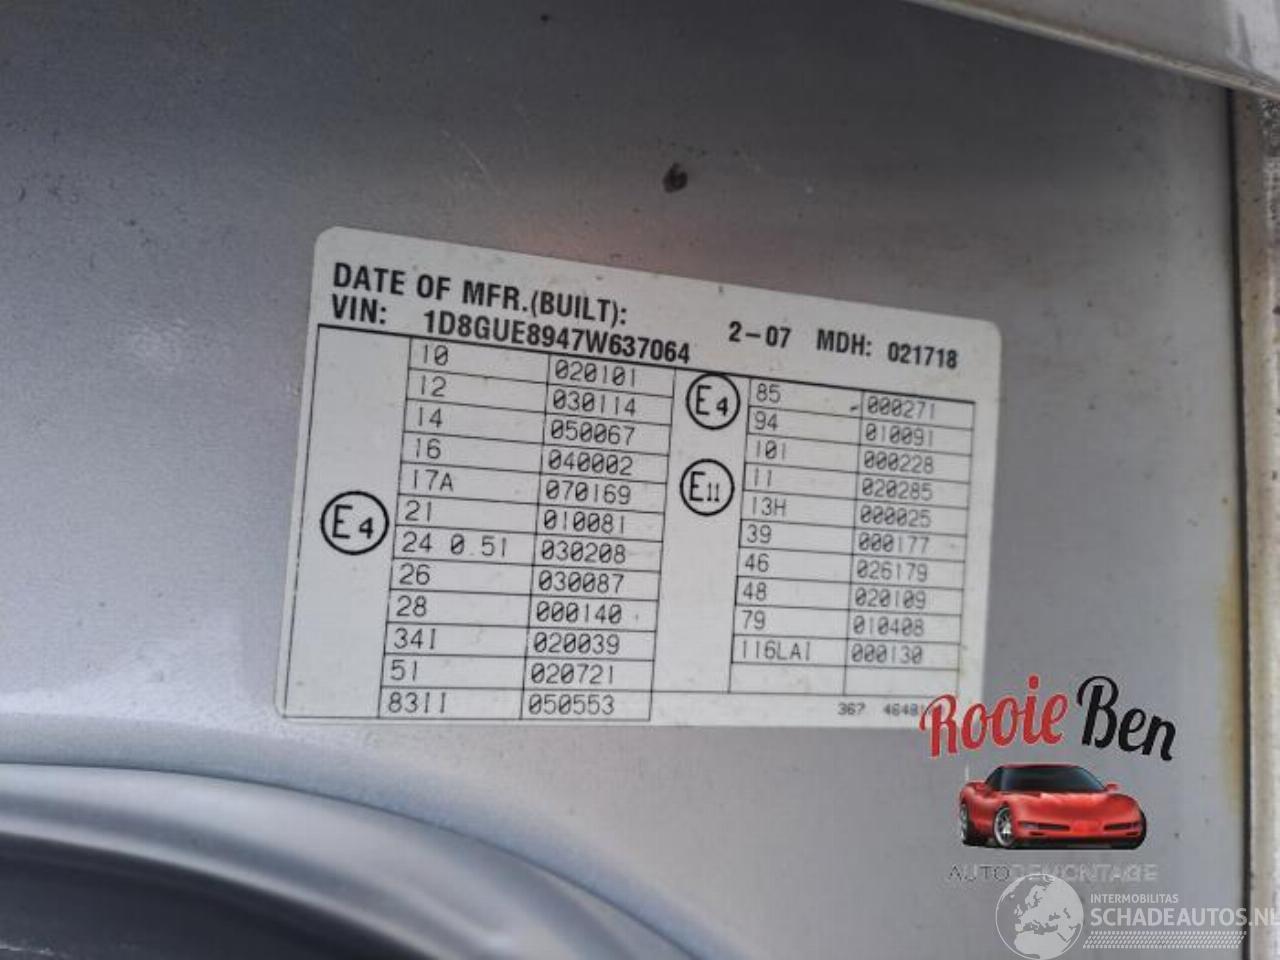 DATE OF MFR.(BUILT): 2-07 MDH: 021718
VIN: 1D8GUE8947W637064
E4
10 020101
12 030114
14 050067
16 040002
17A 070169
21 010081
24 0.51 030208
26 030087
28 000140
34I 020039
51 020721
83II 050553
E4
85 000271
94 010091
101 000228
E11
11 020285
13H 000025
39 000177
46 026179
48 020109
79 010408
116LAI 000130
367
Rooie Ben
AUTODEMONTAGE
INTERMOBILITAS
SCHADEAUTOS.NL